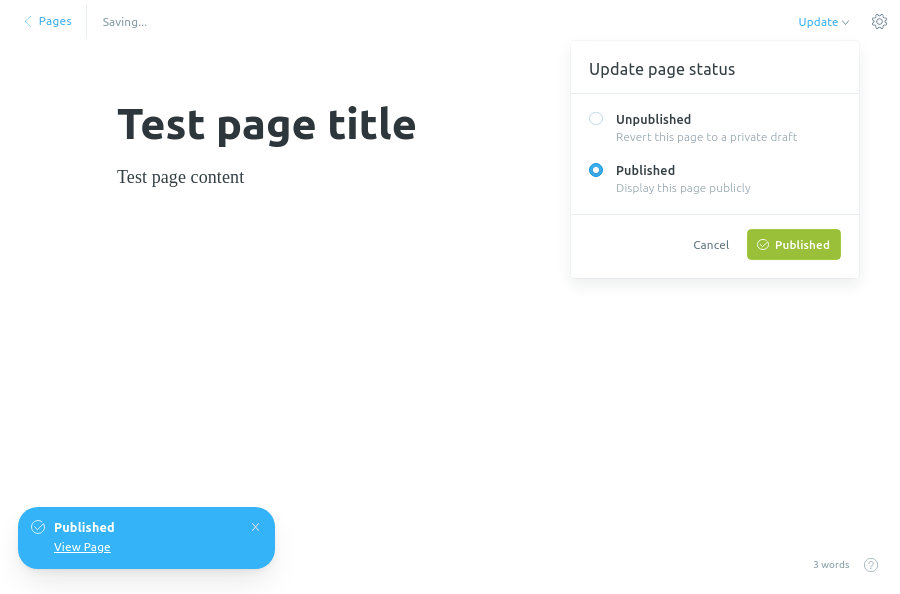 Pages
Saving...
Update
Update page status
Test page title
Unpublished
Revert this page to a private draft
Published
Display this page publicly
Test page content
Cancel
Published
Published
View Page
3 words
?